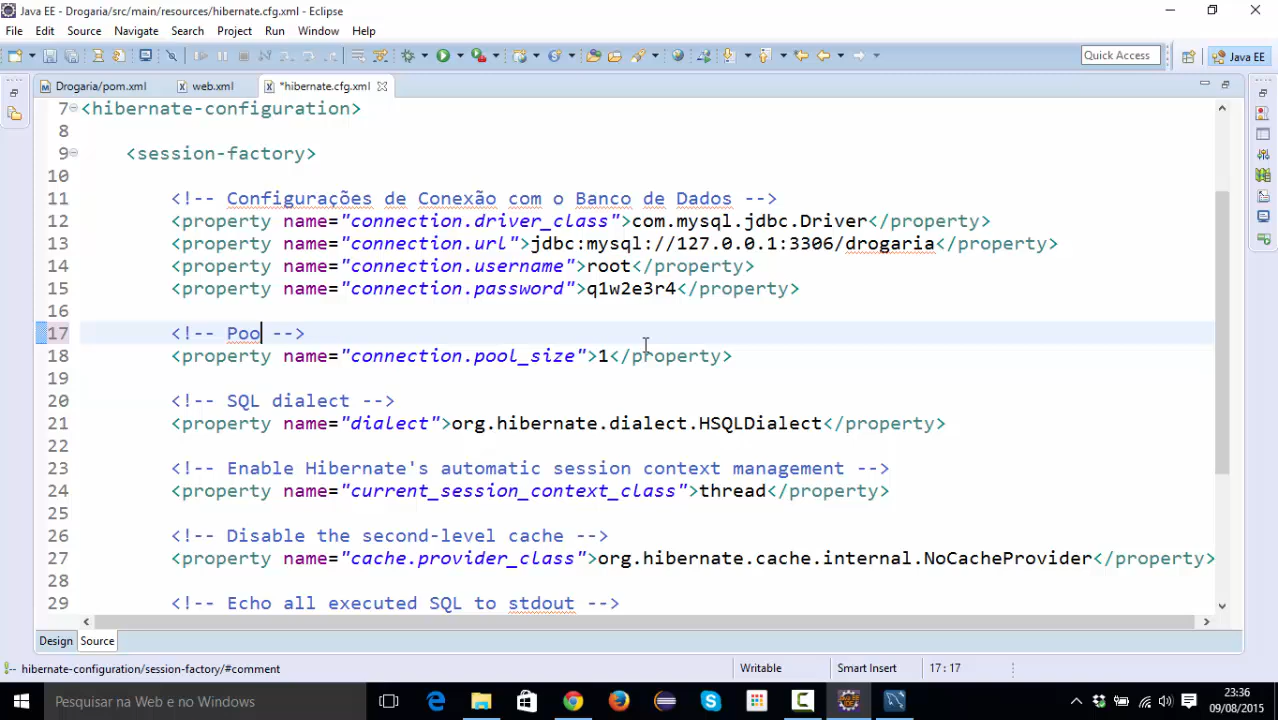 Java EE - Drogaria/src/main/resources/hibernate.cfg.xml - Eclipse
File Edit Source Navigate Search Project Run Window Help
Quick Access Java EE
Drogaria/pom.xml web.xml *hibernate.cfg.xml
7 <hibernate-configuration>
8
9 <session-factory>
10
11 <!-- Configurações de Conexão com o Banco de Dados -->
12 <property name="connection.driver_class">com.mysql.jdbc.Driver</property>
13 <property name="connection.url">jdbc:mysql://127.0.0.1:3306/drogaria</property>
14 <property name="connection.username">root</property>
15 <property name="connection.password">q1w2e3r4</property>
16
17 <!-- Poo -->
18 <property name="connection.pool_size">1</property>
19
20 <!-- SQL dialect -->
21 <property name="dialect">org.hibernate.dialect.HSQLDialect</property>
22
23 <!-- Enable Hibernate's automatic session context management -->
24 <property name="current_session_context_class">thread</property>
25
26 <!-- Disable the second-level cache -->
27 <property name="cache.provider_class">org.hibernate.cache.internal.NoCacheProvider</property>
28
29 <!-- Echo all executed SQL to stdout -->
Design Source
hibernate-configuration/session-factory/#comment Writable Smart Insert 17 : 17
Pesquisar na Web e no Windows
23:36
09/08/2015